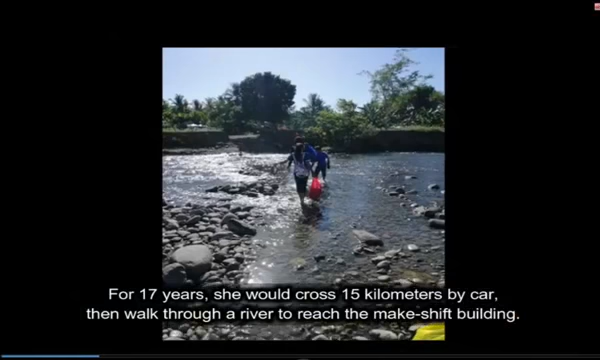 For 17 years, she would cross 15 kilometers by car,
then walk through a river to reach the make-shift building.